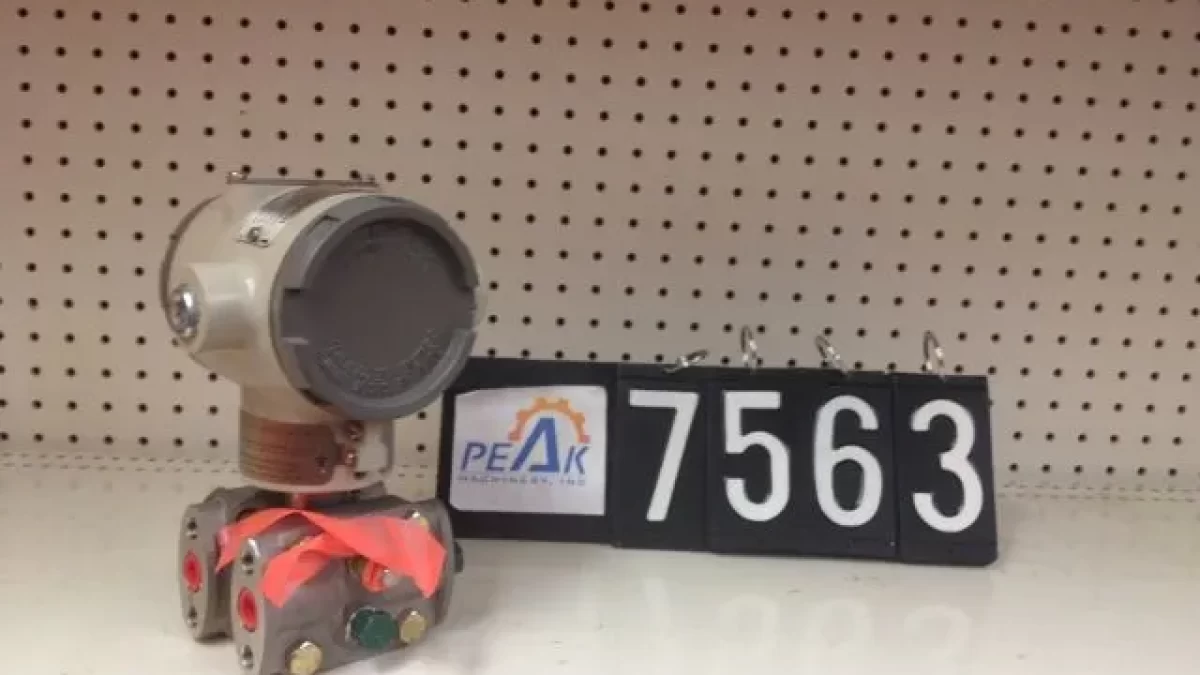 PEAK
MACHINERY, INC
7563